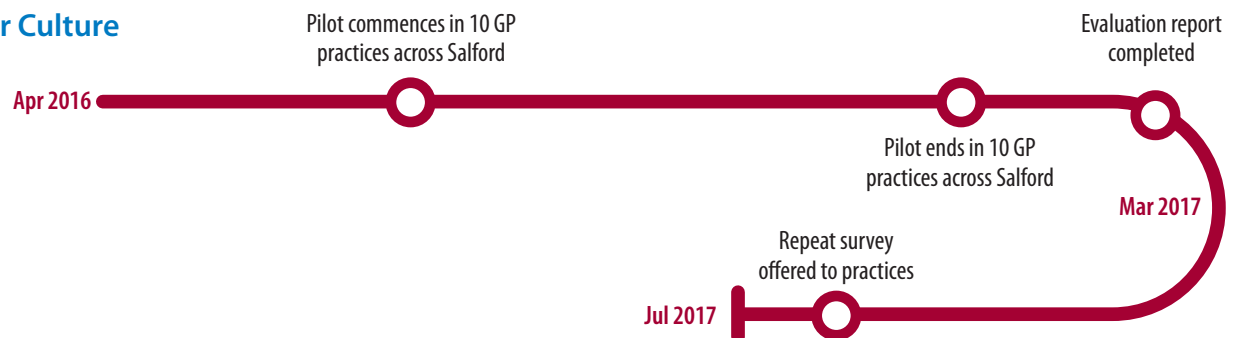 r Culture
Pilot commences in 10 GP
practices across Salford
Evaluation report
completed
Apr 2016
Pilot ends in 10 GP
practices across Salford
Mar 2017
Repeat survey
offered to practices
Jul 2017